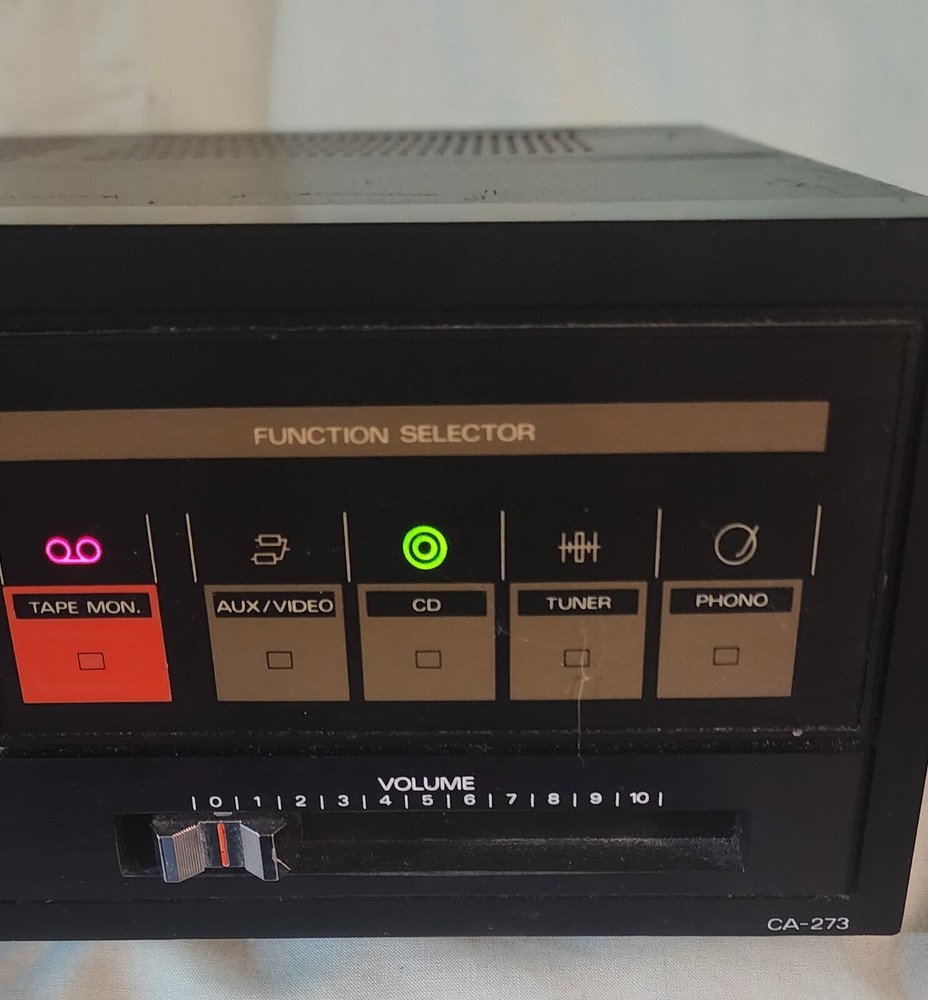 FUNCTION SELECTOR
TAPE MON. AUX/VIDEO CD TUNER PHONO
VOLUME
| 0 | 1 | 2 | 3 | 4 | 5 | 6 | 7 | 8 | 9 | 10 |
CA-273